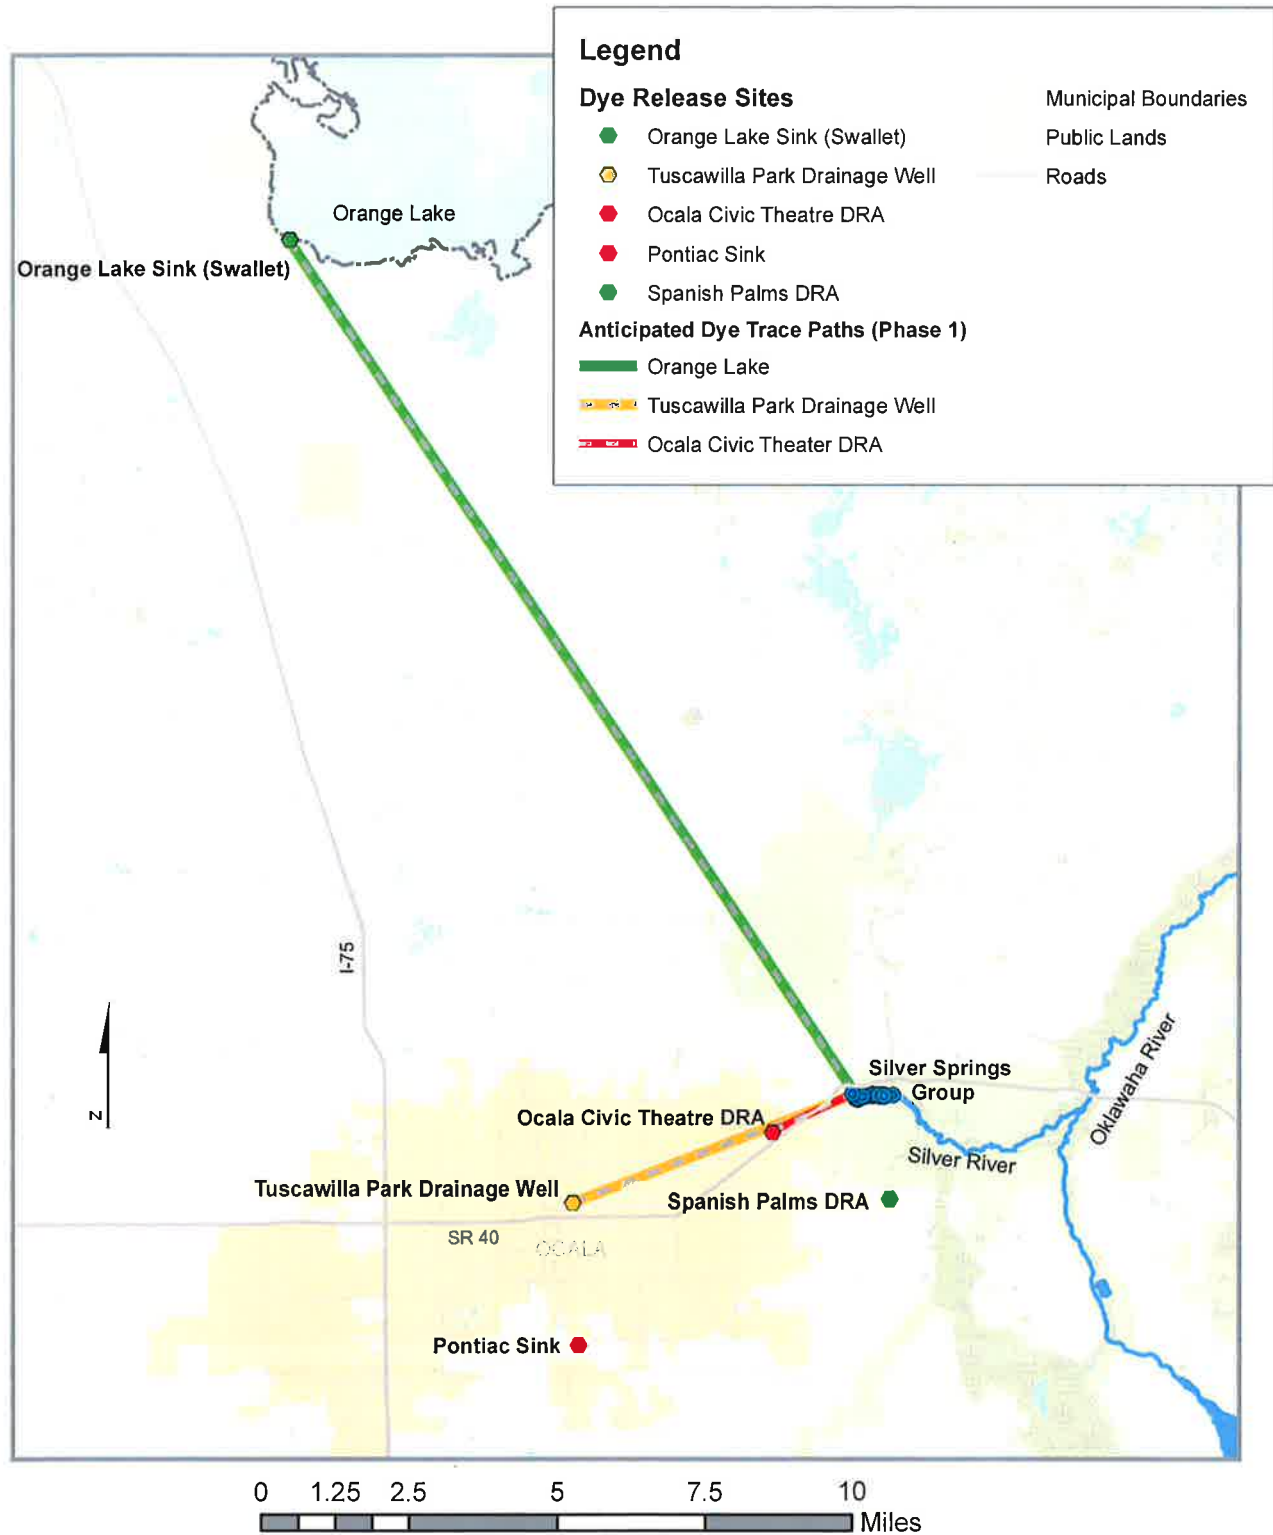 Legend
Dye Release Sites
Orange Lake Sink (Swallet)
Tuscawilla Park Drainage Well
Ocala Civic Theatre DRA
Pontiac Sink
Spanish Palms DRA
Municipal Boundaries
Public Lands
Roads
Anticipated Dye Trace Paths (Phase 1)
Orange Lake
Tuscawilla Park Drainage Well
Ocala Civic Theater DRA
Orange Lake
Orange Lake Sink (Swallet)
I-75
N
Silver Springs
Group
Oklawaha River
Ocala Civic Theatre DRA
Silver River
Tuscawilla Park Drainage Well
Spanish Palms DRA
SR 40
OCALA
Pontiac Sink
0 1.25 2.5 5 7.5 10
Miles